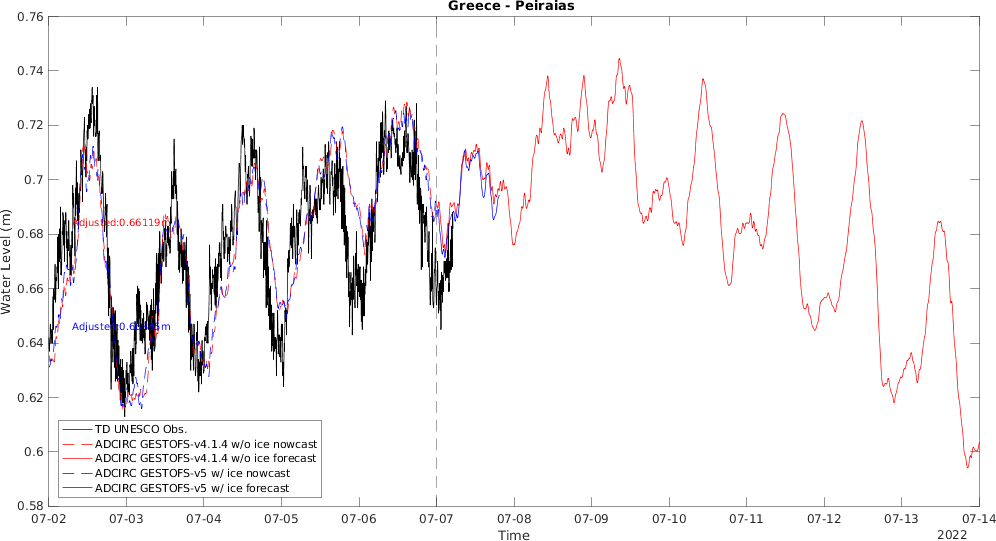 Greece - Peiraias
0.76
0.74
0.72
0.7
0.68
0.66
0.64
0.62
0.6
0.58
Water Level (m)
Adjusted:0.66119m
TD UNESCO Obs.
ADCIRC GESTOFS-v4.1.4 w/o ice nowcast
ADCIRC GESTOFS-v4.1.4 w/o ice forecast
ADCIRC GESTOFS-v5 w/ ice nowcast
ADCIRC GESTOFS-v5 w/ ice forecast
07-02 07-03 07-04 07-05 07-06 07-07 07-08 07-09 07-10 07-11 07-12 07-13 07-14
Time
2022